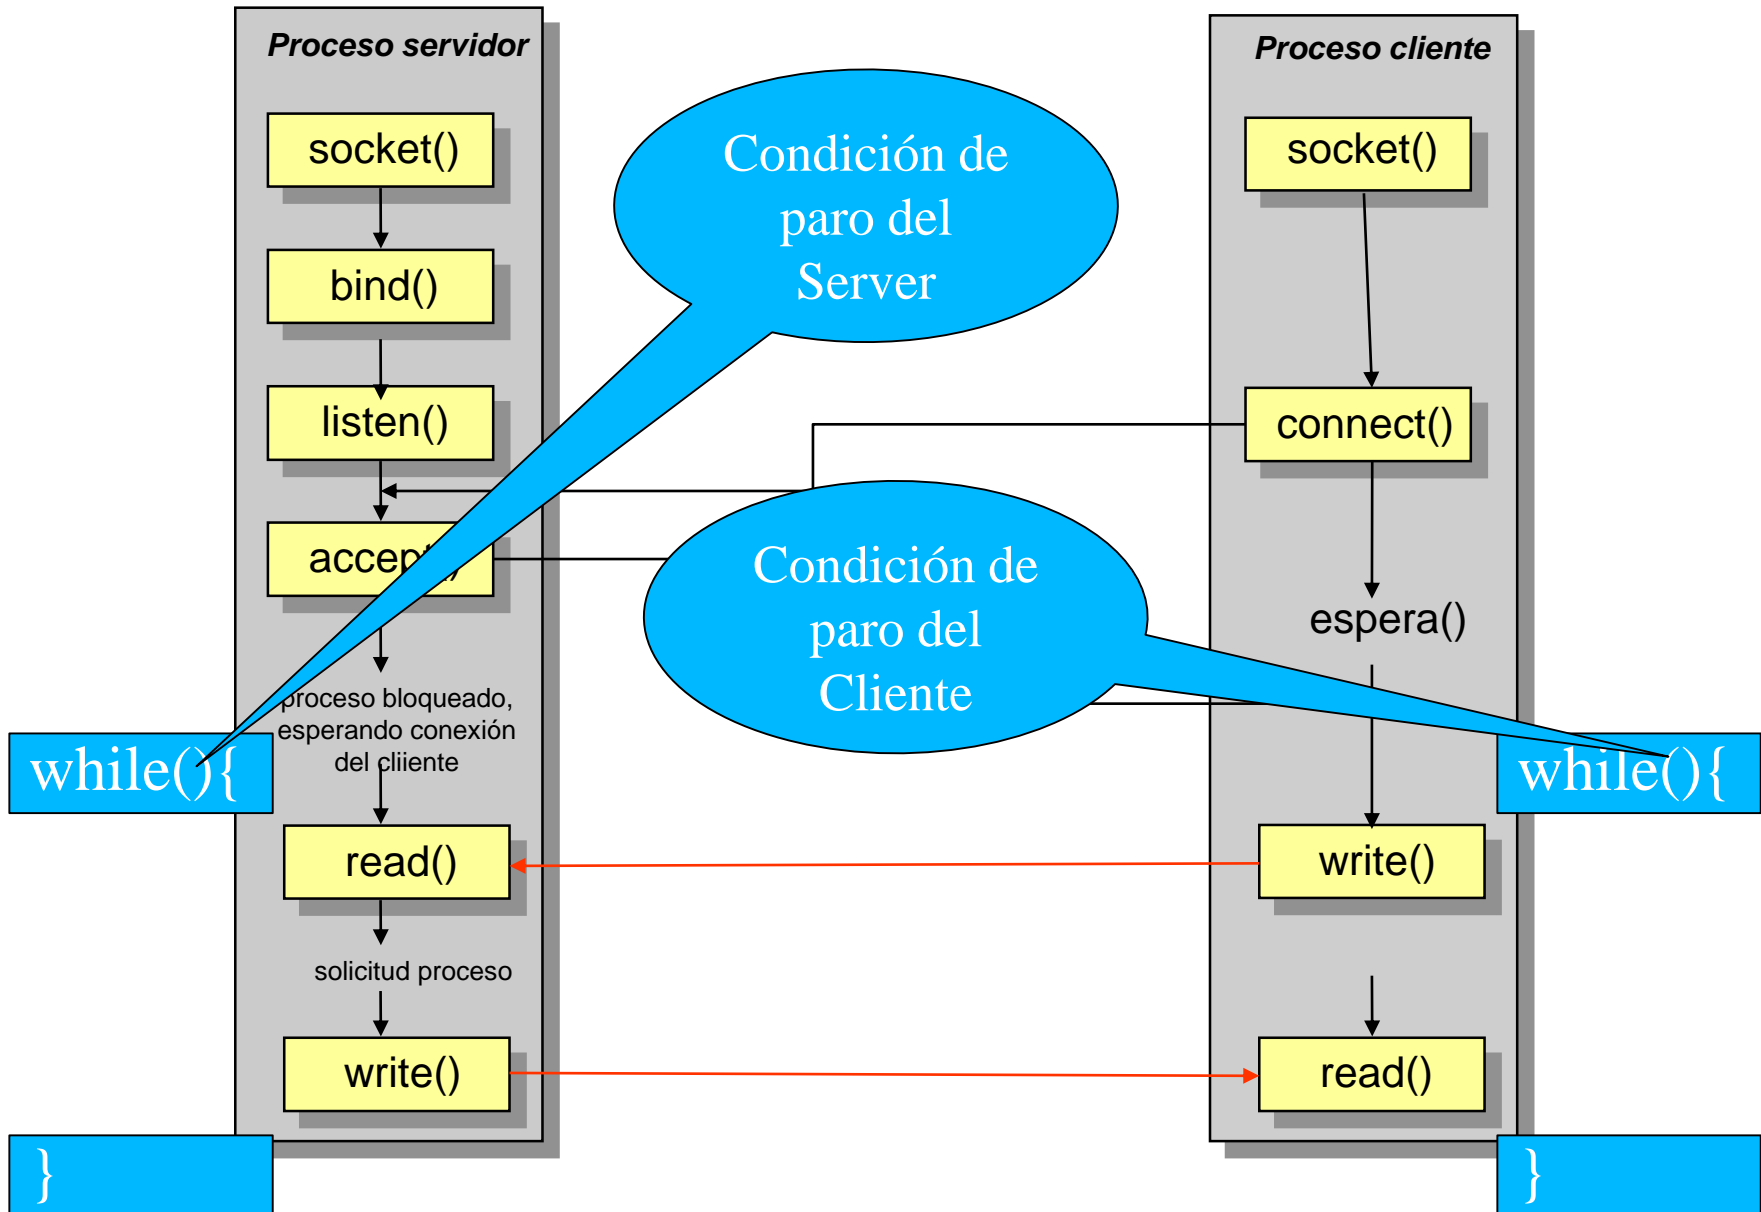 Proceso servidor
socket()
bind()
listen()
accept()
proceso bloqueado,
esperando conexión
del cliiente
while(){
read()
solicitud proceso
write()
}
Condición de
paro del
Server
Condición de
paro del
Cliente
Proceso cliente
socket()
connect()
espera()
while(){
write()
read()
}